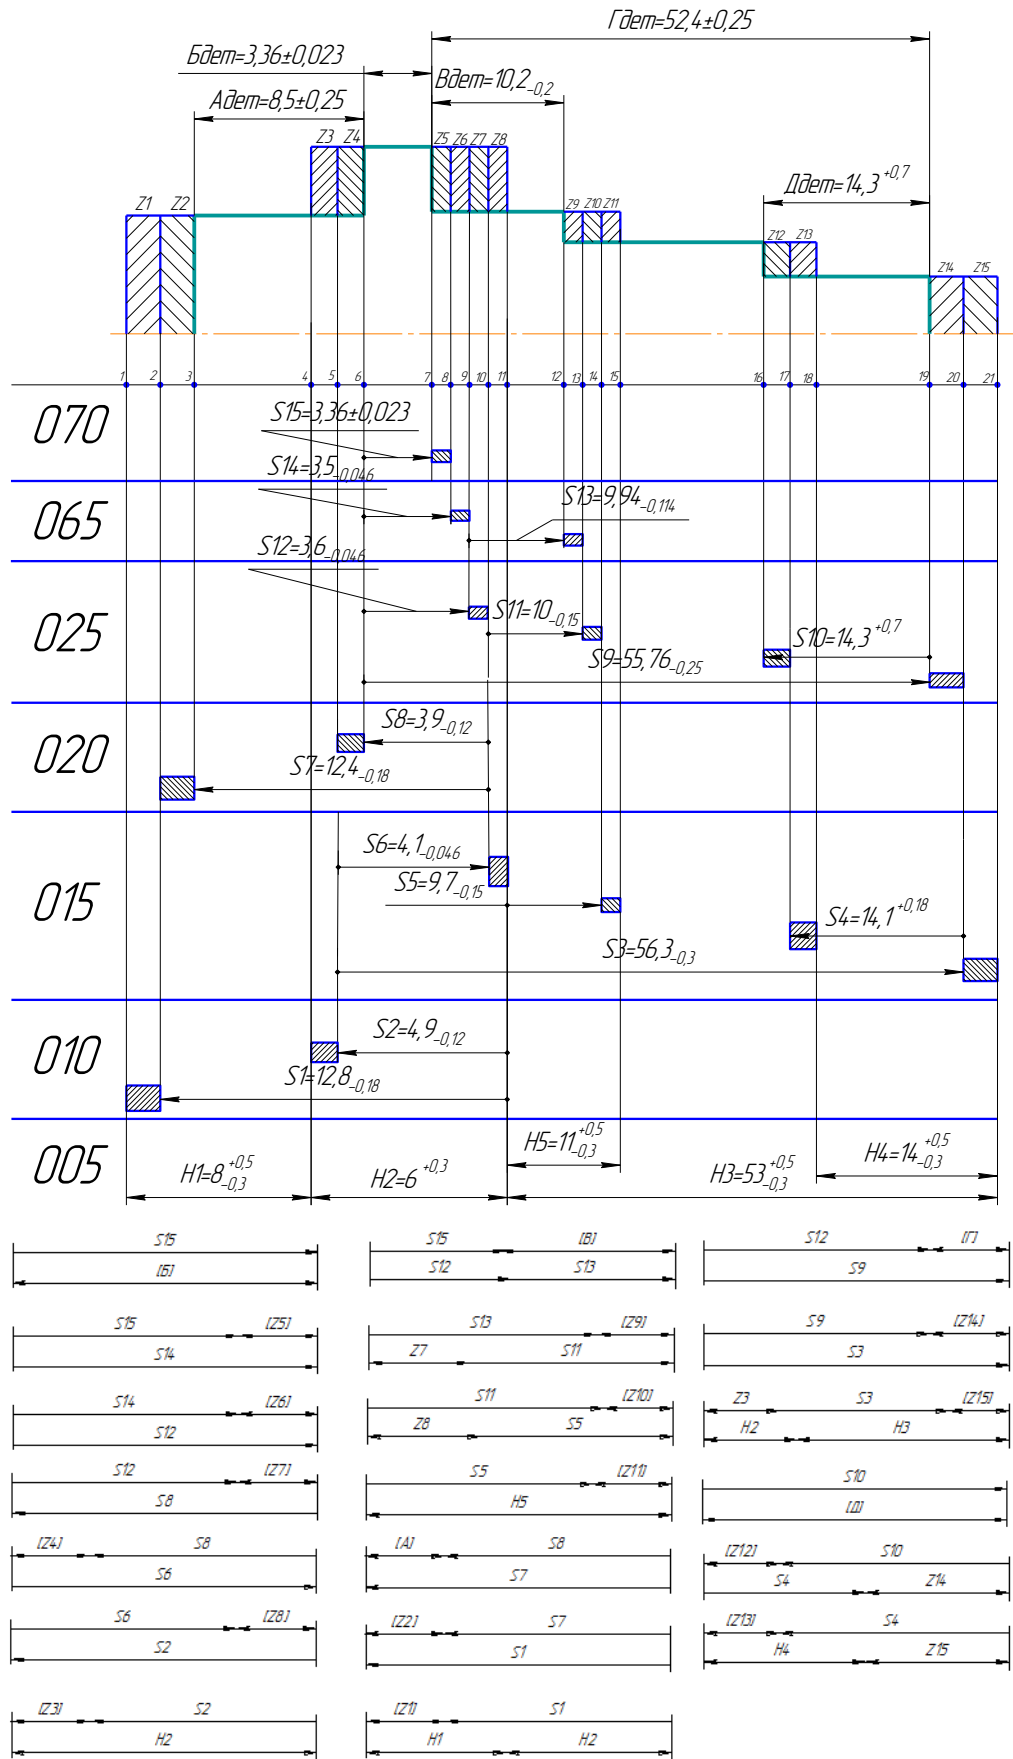 Гдет=52,4±0,25
Бдет=3,36±0,023
Вдет=10,2-0,2
Адет=8,5±0,25
Z3 Z4 Z5 Z6 Z7 Z8
Ддет=14,3+0,7
Z1 Z2 Z9 Z10 Z11
Z12 Z13
Z14 Z15
1 2 3 4 5 6 7 8 9 10 11 12 13 14 15 16 17 18 19 20 21
070
S15=3,36±0,023
S14=3,5-0,046
065
S13=9,94-0,114
S12=3,6-0,046
025
S11=10-0,15
S10=14,3+0,7
S9=55,76-0,25
020
S8=3,9-0,12
S7=12,4-0,18
015
S6=4,1-0,046
S5=9,7-0,15
S4=14,1+0,18
S3=56,3-0,3
010
S2=4,9-0,12
S1=12,8-0,18
005
H5=11+0,5-0,3
H4=14+0,5-0,3
H1=8+0,5-0,3
H2=6+0,3
H3=53+0,5-0,3
S15 S15 [В] S12 [Г]
[Б] S12 S13 S9
S15 [Z5] S13 [Z9] S9 [Z14]
S14 Z7 S11 S3
S14 [Z6] S11 [Z10] Z3 S3 [Z15]
S12 Z8 S5 H2 H3
S12 [Z7] S5 [Z11] S10
S8 H5 [Д]
[Z4] S8 [А] S8 [Z12] S10
S6 S7 S4 Z14
S6 [Z8] [Z2] S7 [Z13] S4
S2 S1 H4 Z15
[Z3] S2 [Z1] S1
H2 H1 H2